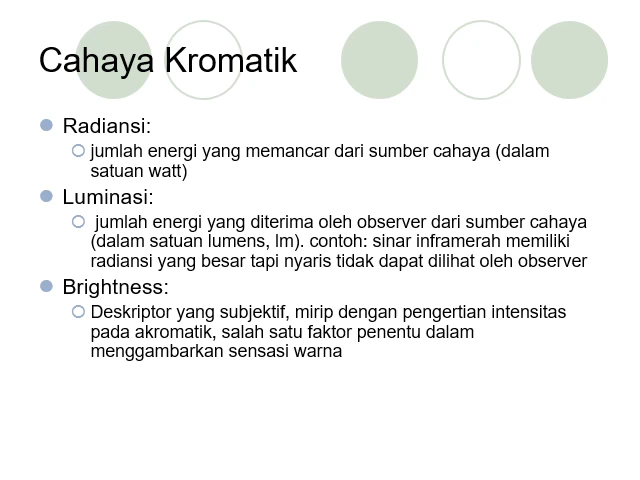 Cahaya Kromatik
Radiansi:
jumlah energi yang memancar dari sumber cahaya (dalam
satuan watt)
Luminasi:
jumlah energi yang diterima oleh observer dari sumber cahaya
(dalam satuan lumens, lm). contoh: sinar inframerah memiliki
radiansi yang besar tapi nyaris tidak dapat dilihat oleh observer
Brightness:
Deskriptor yang subjektif, mirip dengan pengertian intensitas
pada akromatik, salah satu faktor penentu dalam
menggambarkan sensasi warna